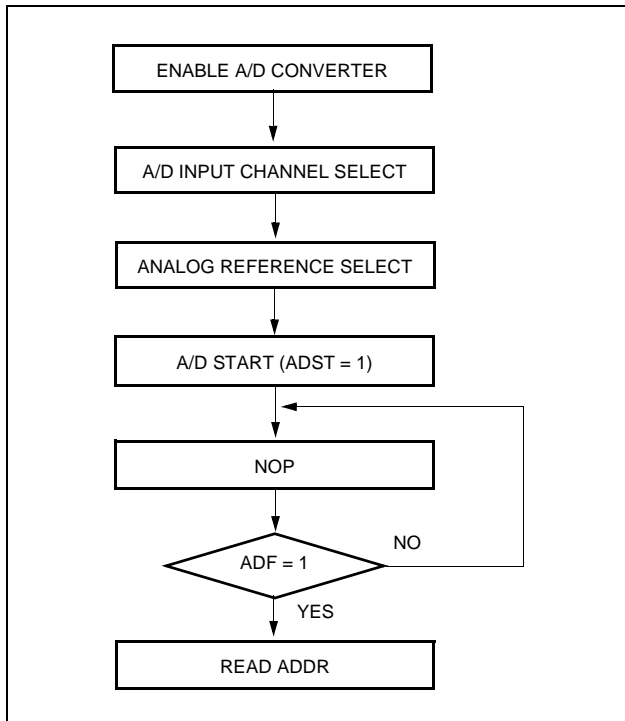 ENABLE A/D CONVERTER
A/D INPUT CHANNEL SELECT
ANALOG REFERENCE SELECT
A/D START (ADST = 1)
NOP
ADF = 1
NO
YES
READ ADDR